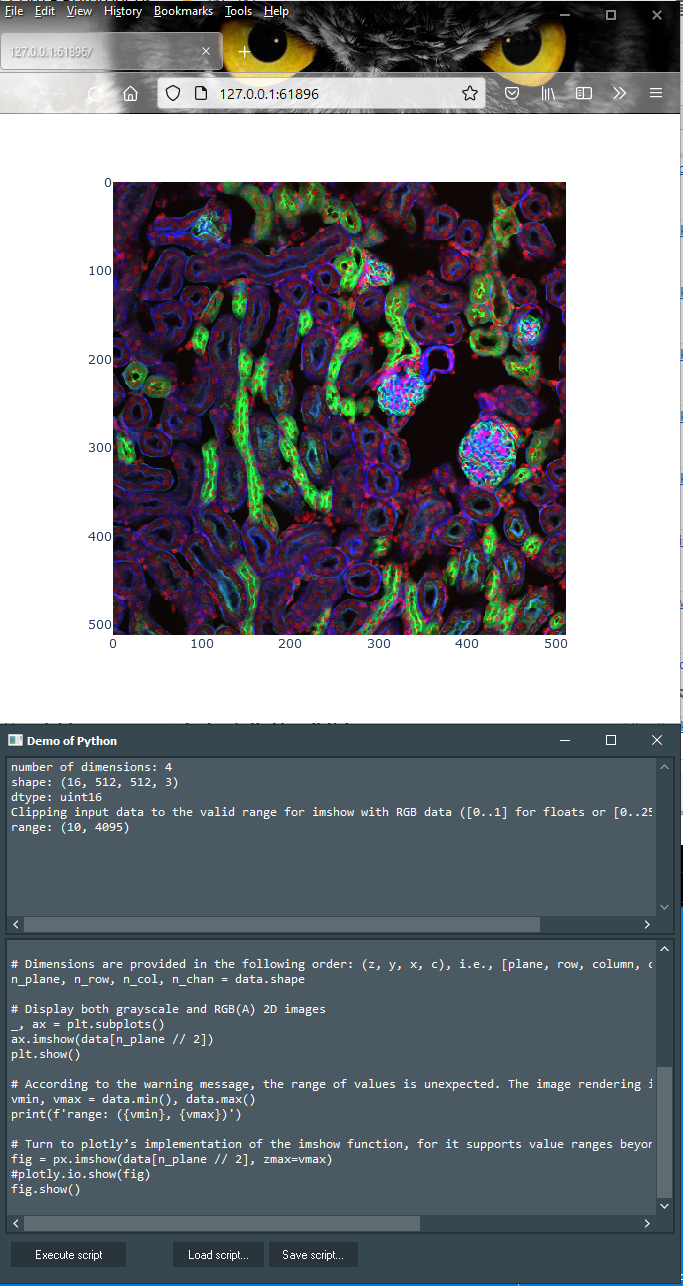 File Edit View History Bookmarks Tools Help
127.0.0.1:61896/
127.0.0.1:61896
0
100
200
300
400
500
0 100 200 300 400 500
Demo of Python
number of dimensions: 4
shape: (16, 512, 512, 3)
dtype: uint16
Clipping input data to the valid range for imshow with RGB data ([0..1] for floats or [0..25
range: (10, 4095)
# Dimensions are provided in the following order: (z, y, x, c), i.e., [plane, row, column, c
n_plane, n_row, n_col, n_chan = data.shape
# Display both grayscale and RGB(A) 2D images
_, ax = plt.subplots()
ax.imshow(data[n_plane // 2])
plt.show()
# According to the warning message, the range of values is unexpected. The image rendering i
vmin, vmax = data.min(), data.max()
print(f'range: ({vmin}, {vmax})')
# Turn to plotly’s implementation of the imshow function, for it supports value ranges beyon
fig = px.imshow(data[n_plane // 2], zmax=vmax)
#plotly.io.show(fig)
fig.show()
Execute script Load script... Save script...